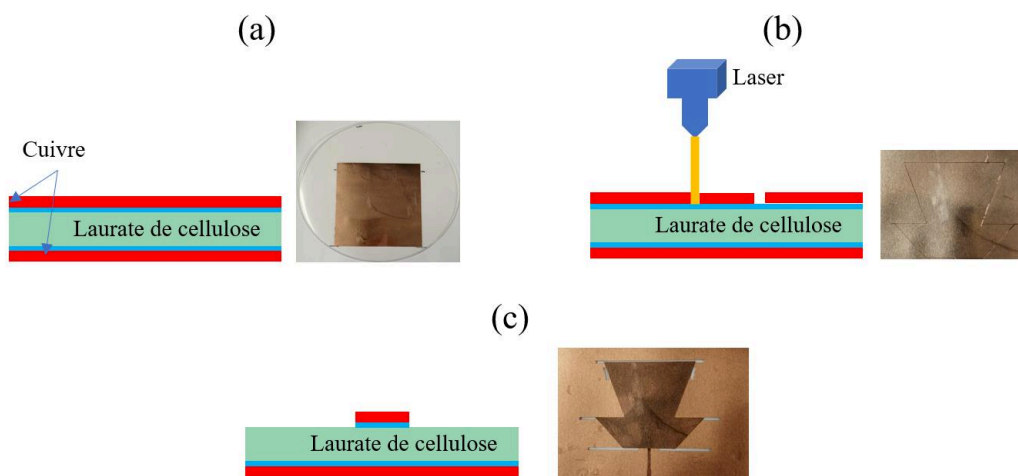 (a)
Cuivre
Laurate de cellulose
(b)
Laser
Laurate de cellulose
(c)
Laurate de cellulose